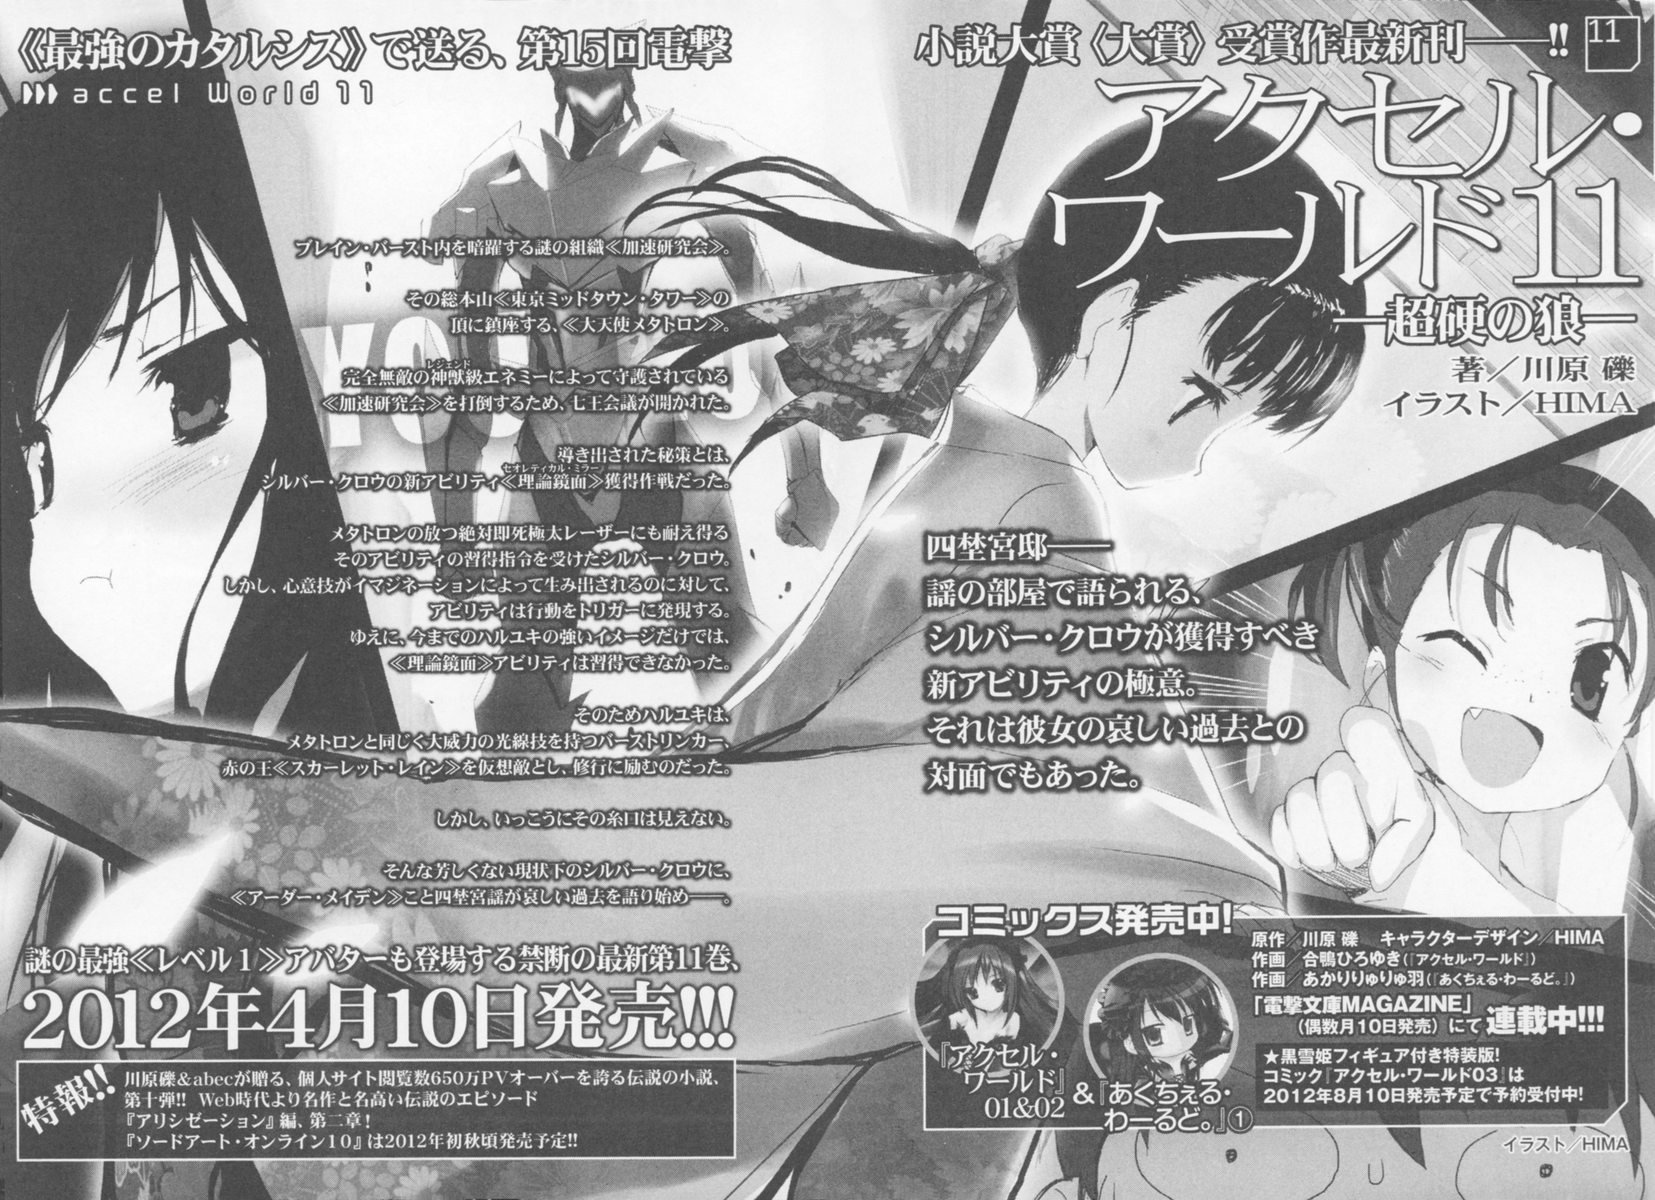 《最強のカタルシス》で送る、第15回電撃
小説大賞〈大賞〉受賞作最新刊――!!
accel World 11
11
アクセル・
ワールド11
―超硬の狼―
著／川原 礫
イラスト／HIMA
ブレイン・バースト内を暗躍する謎の組織≪加速研究会≫。
その総本山≪東京ミッドタウン・タワー≫の
頂に鎮座する、≪大天使メタトロン≫。
レジェンド
完全無敵の神獣級エネミーによって守護されている
≪加速研究会≫を打倒するため、七王会議が開かれた。
導き出された秘策とは、
セオレティカル・ミラー
シルバー・クロウの新アビリティ≪理論鏡面≫獲得作戦だった。
メタトロンの放つ絶対即死極太レーザーにも耐え得る
そのアビリティの習得指令を受けたシルバー・クロウ。
しかし、心意技がイマジネーションによって生み出されるのに対して、
アビリティは行動をトリガーに発現する。
ゆえに、今までのハルユキの強いイメージだけでは、
≪理論鏡面≫アビリティは習得できなかった。
そのためハルユキは、
メタトロンと同じく大威力の光線技を持つバーストリンカー、
赤の王≪スカーレット・レイン≫を仮想敵とし、修行に励むのだった。
しかし、いっこうにその糸口は見えない。
そんな芳しくない現状下のシルバー・クロウに、
≪アーダー・メイデン≫こと四埜宮謡が哀しい過去を語り始め――。
謎の最強≪レベル１≫アバターも登場する禁断の最新第11巻、
2012年4月10日発売!!!
特報!!
川原礫＆abecが贈る、個人サイト閲覧数650万PVオーバーを誇る伝説の小説、
第十弾!! Web時代より名作と名高い伝説のエピソード
『アリシゼーション』編、第二章！
『ソードアート・オンライン10』は2012年初秋頃発売予定!!
四埜宮邸――
謡の部屋で語られる、
シルバー・クロウが獲得すべき
新アビリティの極意。
それは彼女の哀しい過去との
対面でもあった。
コミックス発売中!
『アクセル・
ワールド』
01＆02
＆『あくちぇる・
わーるど。』①
原作／川原 礫　キャラクターデザイン／HIMA
作画／合鴨ひろゆき（『アクセル・ワールド』）
作画／あかりりゅりゅ羽（『あくちぇる・わーるど。』）
「電撃文庫MAGAZINE」
（偶数月10日発売）にて 連載中!!!
★黒雪姫フィギュア付き特装版!
コミック『アクセル・ワールド03』は
2012年8月10日発売予定で予約受付中!
イラスト／HIMA